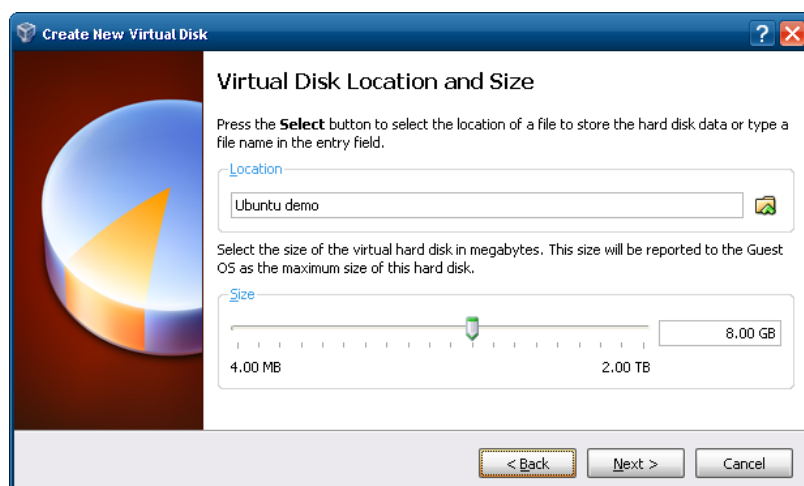 Create New Virtual Disk
?
Virtual Disk Location and Size
Press the Select button to select the location of a file to store the hard disk data or type a
file name in the entry field.
Location
Ubuntu demo
Select the size of the virtual hard disk in megabytes. This size will be reported to the Guest
OS as the maximum size of this hard disk.
Size
8.00 GB
4.00 MB 2.00 TB
< Back Next > Cancel